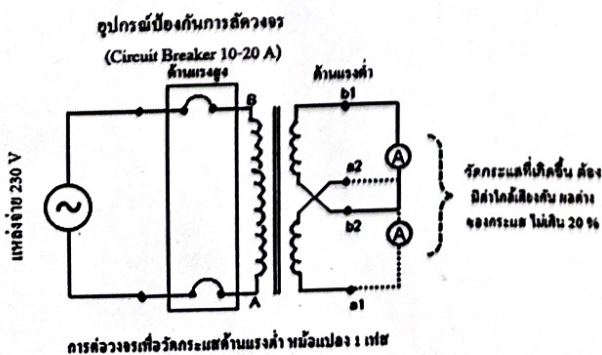 อุปกรณ์ป้องกันการลัดวงจร
(Circuit Breaker 10-20 A)
ด้านแรงสูง
ด้านแรงต่ำ
B
b1
A
a2
b2
A
A
a1
แหล่งจ่าย 230 V
วัดกระแสที่เกิดขึ้น ต้อง
มีค่าใกล้เคียงกัน ผลต่าง
ของกระแส ไม่เกิน 20 %
การต่อวงจรเพื่อวัดกระแสด้านแรงต่ำ หม้อแปลง 1 เฟส